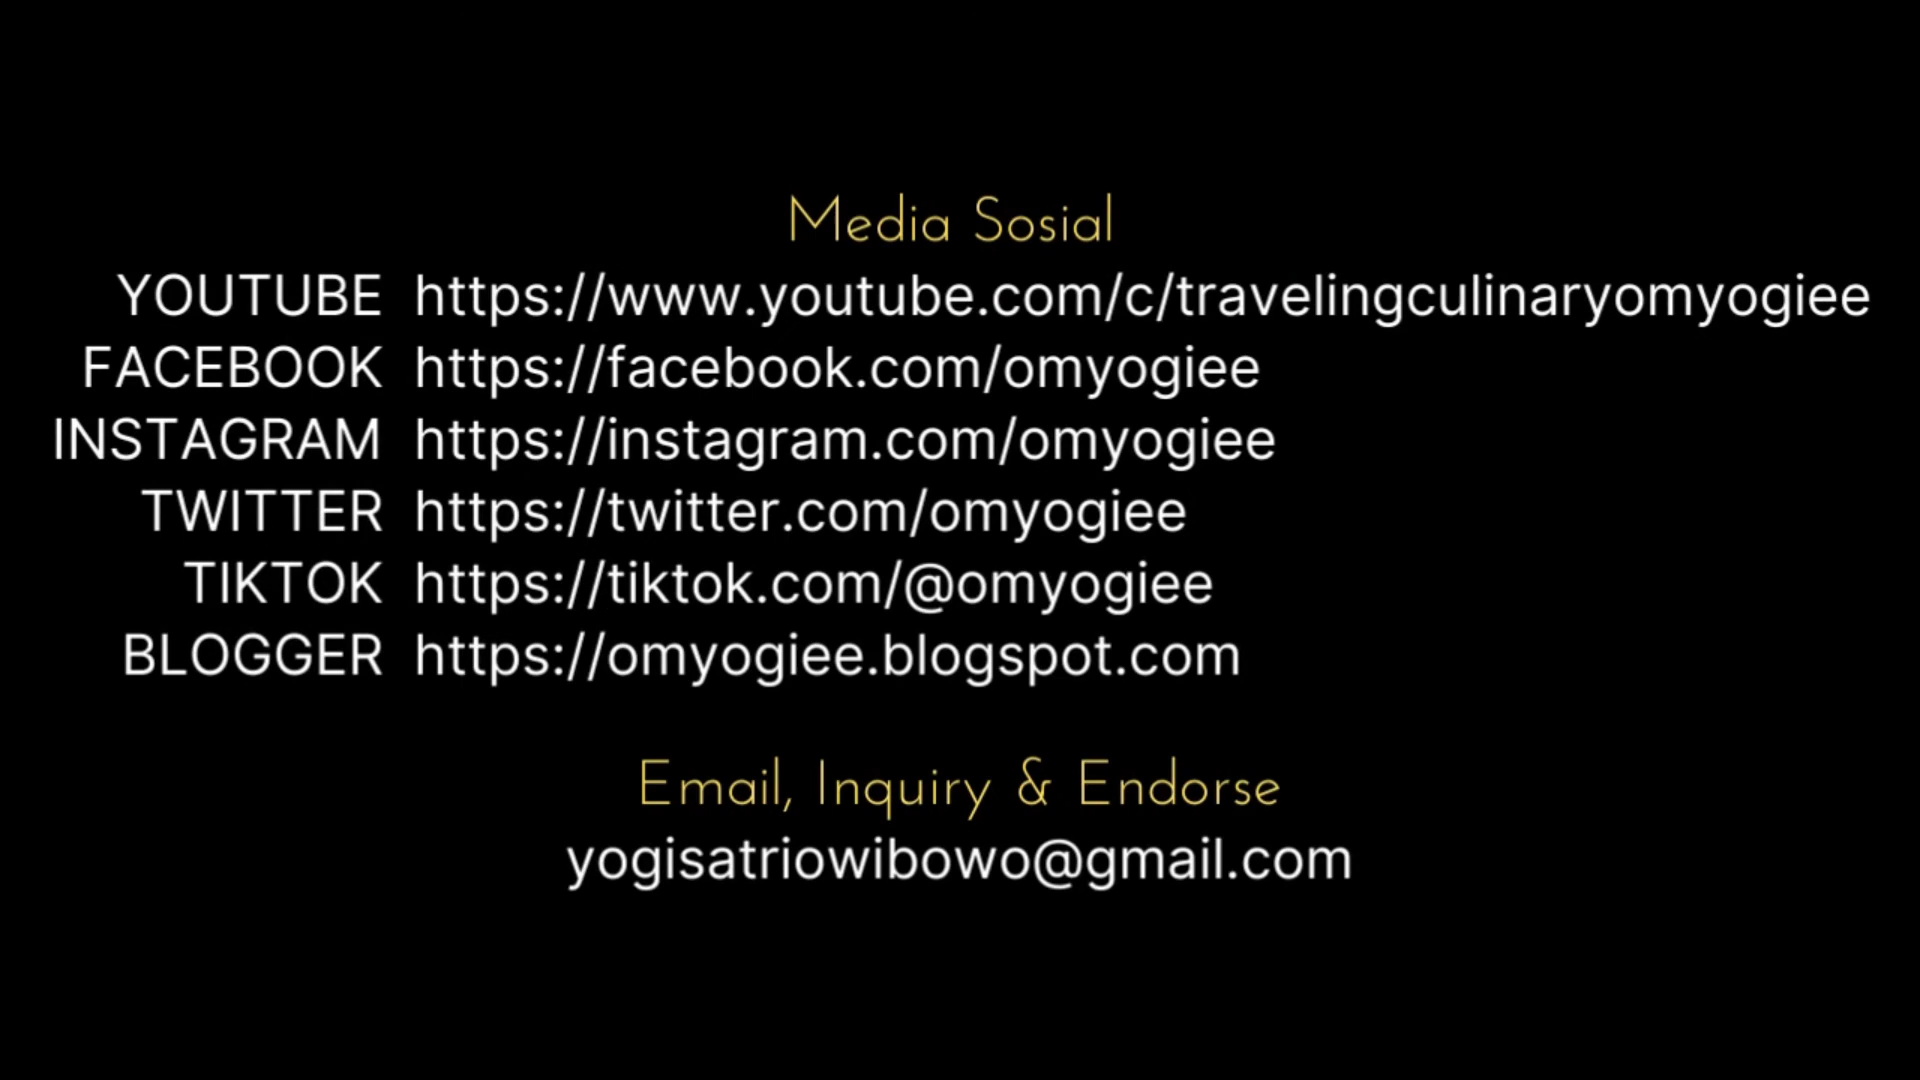 Media Sosial
YOUTUBE https://www.youtube.com/c/travelingculinaryomyogiee
FACEBOOK https://facebook.com/omyogiee
INSTAGRAM https://instagram.com/omyogiee
TWITTER https://twitter.com/omyogiee
TIKTOK https://tiktok.com/@omyogiee
BLOGGER https://omyogiee.blogspot.com
Email, Inquiry & Endorse
yogisatriowibowo@gmail.com